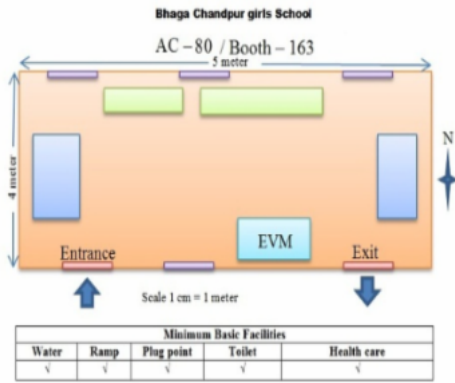 Bhaga Chandpur girls School
AC – 80 / Booth – 163
5 meter
4 meter
N
Entrance
EVM
Exit
Scale 1 cm = 1 meter
Minimum Basic Facilities
Water Ramp Plug point Toilet Health care
√ √ √ √ √